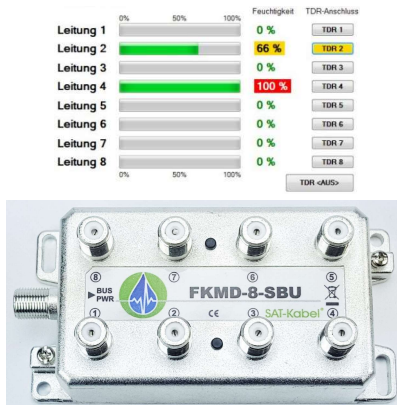 Feuchtigkeit TDR-Anschluss
0% 50% 100%
Leitung 1 0 % TDR 1
Leitung 2 66 % TDR 2
Leitung 3 0 % TDR 3
Leitung 4 100 % TDR 4
Leitung 5 0 % TDR 5
Leitung 6 0 % TDR 6
Leitung 7 0 % TDR 7
Leitung 8 0 % TDR 8
0% 50% 100%
TDR <AUS>
8 7 6 5
▶ BUS
PWR
FKMD-8-SBU
1 2 CE 3 SAT-Kabel® 4